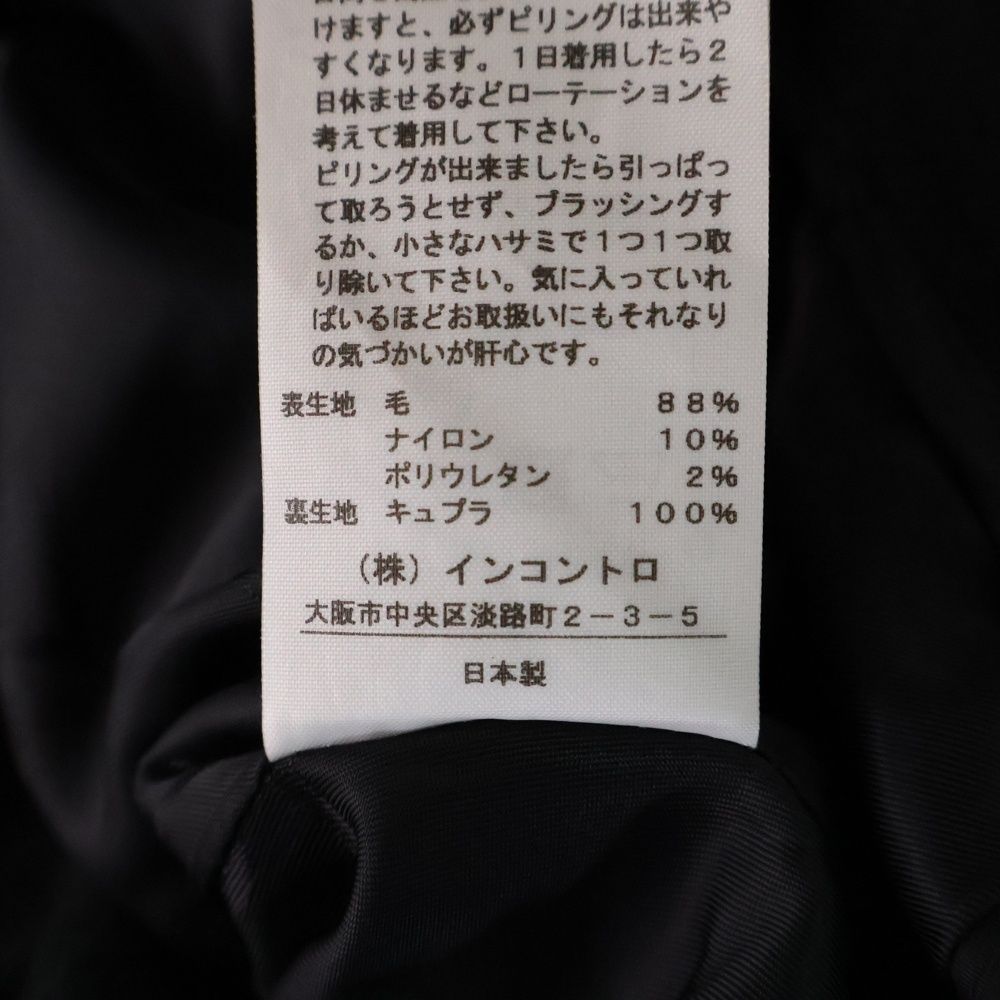 けますと、必ずピリングは出来や
すくなります。1日着用したら2
日休ませるなどローテーションを
考えて着用して下さい。
ピリングが出来ましたら引っぱっ
て取ろうとせず、ブラッシングす
るか、小さなハサミで1つ1つ取
り除いて下さい。気に入っていれ
ばいるほどお取扱いにもそれなり
の気づかいが肝心です。
表生地 毛 88%
ナイロン 10%
ポリウレタン 2%
裏生地 キュプラ 100%
（株）インコントロ
大阪市中央区淡路町2－3－5
日本製